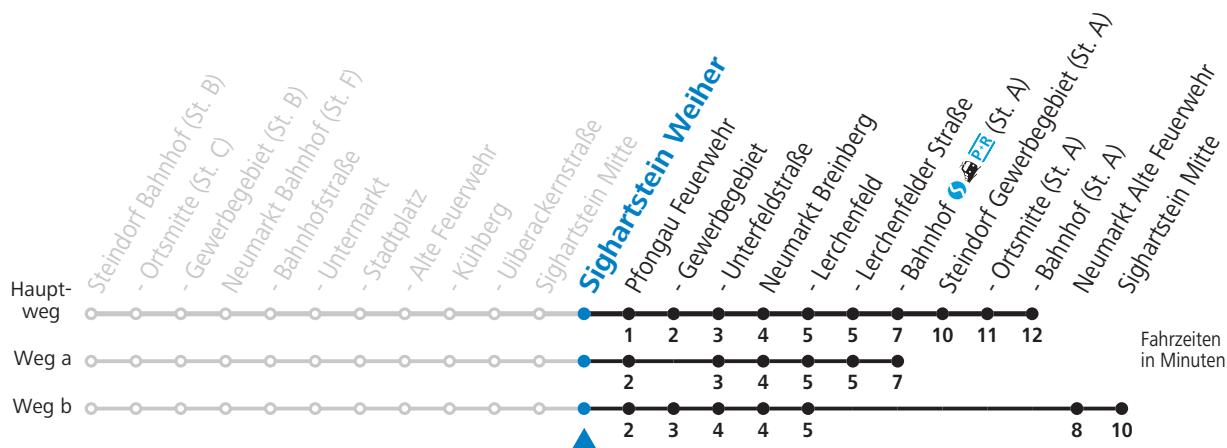 Steindorf Bahnhof (St. B)
- Ortsmitte (St. C)
- Gewerbegebiet (St. B)
Neumarkt Bahnhof (St. F)
- Bahnhofstraße
- Untermarkt
- Stadtplatz
- Alte Feuerwehr
- Kühberg
- Uiberackernstraße
Sighartstein Mitte
Sighartstein Weiher
Pfongau Feuerwehr
- Gewerbegebiet
- Unterfeldstraße
Neumarkt Breinberg
- Lerchenfeld
- Lerchenfelder Straße
- Bahnhof P+R (St. A)
Steindorf Gewerbegebiet (St. A)
- Ortsmitte (St. A)
- Bahnhof (St. A)
Neumarkt Alte Feuerwehr
Sighartstein Mitte
Haupt-
weg
1 2 3 4 5 5 7 10 11 12
Weg a
2 3 4 5 5 7
Weg b
2 3 4 4 5 8 10
Fahrzeiten
in Minuten